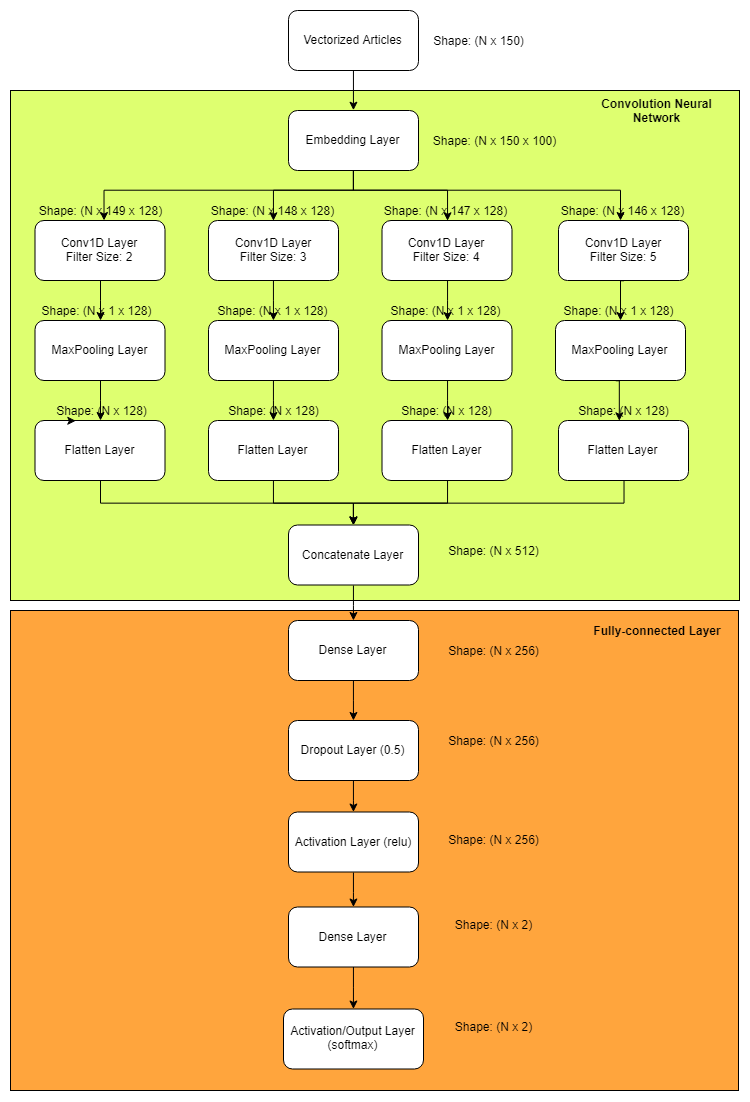 Vectorized Articles
Shape: (N x 150)
Convolution Neural
Network
Embedding Layer
Shape: (N x 150 x 100)
Shape: (N x 149 x 128)
Shape: (N x 148 x 128)
Shape: (N x 147 x 128)
Shape: (N x 146 x 128)
Conv1D Layer
Filter Size: 2
Conv1D Layer
Filter Size: 3
Conv1D Layer
Filter Size: 4
Conv1D Layer
Filter Size: 5
Shape: (N x 1 x 128)
Shape: (N x 1 x 128)
Shape: (N x 1 x 128)
Shape: (N x 1 x 128)
MaxPooling Layer
MaxPooling Layer
MaxPooling Layer
MaxPooling Layer
Shape: (N x 128)
Shape: (N x 128)
Shape: (N x 128)
Shape: (N x 128)
Flatten Layer
Flatten Layer
Flatten Layer
Flatten Layer
Concatenate Layer
Shape: (N x 512)
Fully-connected Layer
Dense Layer
Shape: (N x 256)
Dropout Layer (0.5)
Shape: (N x 256)
Activation Layer (relu)
Shape: (N x 256)
Dense Layer
Shape: (N x 2)
Activation/Output Layer
(softmax)
Shape: (N x 2)